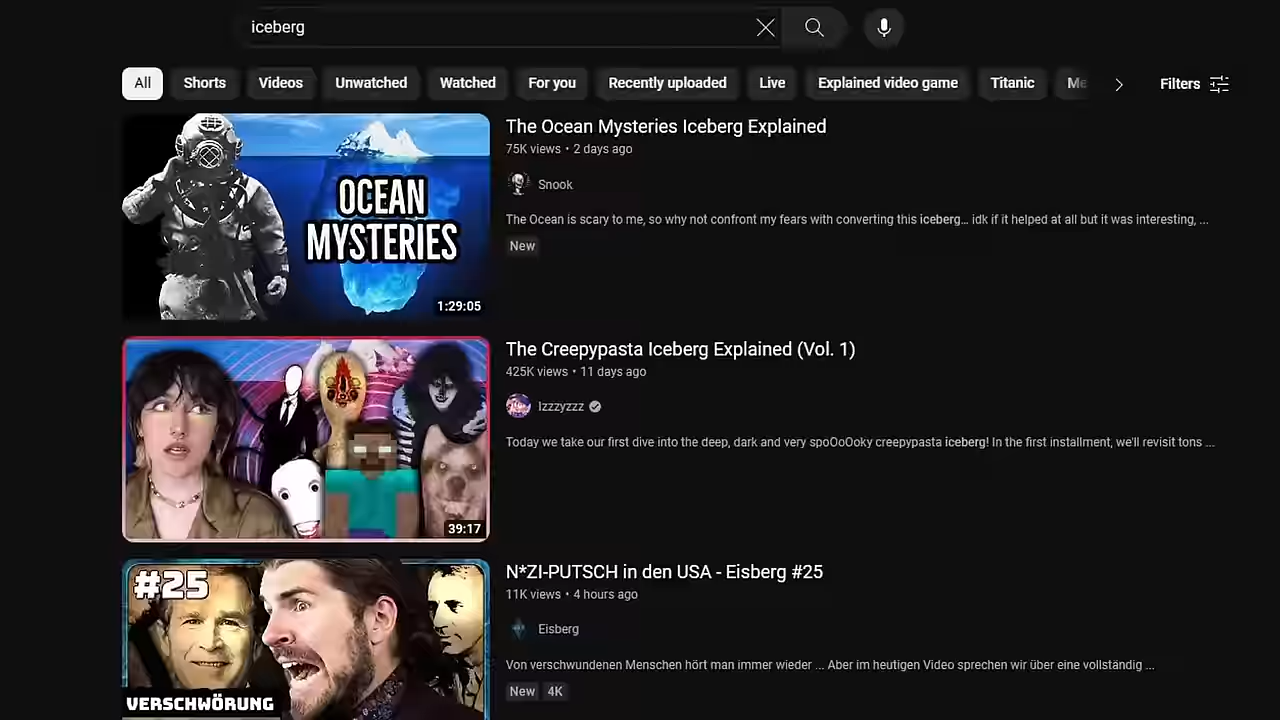 iceberg
All
Shorts
Videos
Unwatched
Watched
For you
Recently uploaded
Live
Explained video game
Titanic
Me
Filters
OCEAN
MYSTERIES
1:29:05
The Ocean Mysteries Iceberg Explained
75K views • 2 days ago
Snook
The Ocean is scary to me, so why not confront my fears with converting this iceberg... idk if it helped at all but it was interesting, ...
New
39:17
The Creepypasta Iceberg Explained (Vol. 1)
425K views • 11 days ago
Izzzyzzz
Today we take our first dive into the deep, dark and very spoOoOoky creepypasta iceberg! In the first installment, we'll revisit tons ...
#25
VERSCHWÖRUNG
N*ZI-PUTSCH in den USA - Eisberg #25
11K views • 4 hours ago
Eisberg
Von verschwundenen Menschen hört man immer wieder ... Aber im heutigen Video sprechen wir über eine vollständig ...
New
4K